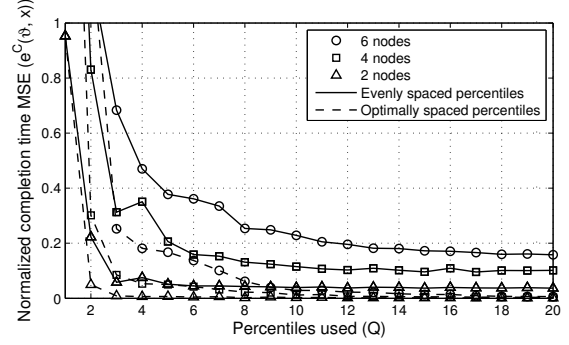 Normalized completion time MSE (e^C(ϑ, x))
1
0.8
0.6
0.4
0.2
0
2 4 6 8 10 12 14 16 18 20
Percentiles used (Q)
6 nodes
4 nodes
2 nodes
Evenly spaced percentiles
Optimally spaced percentiles